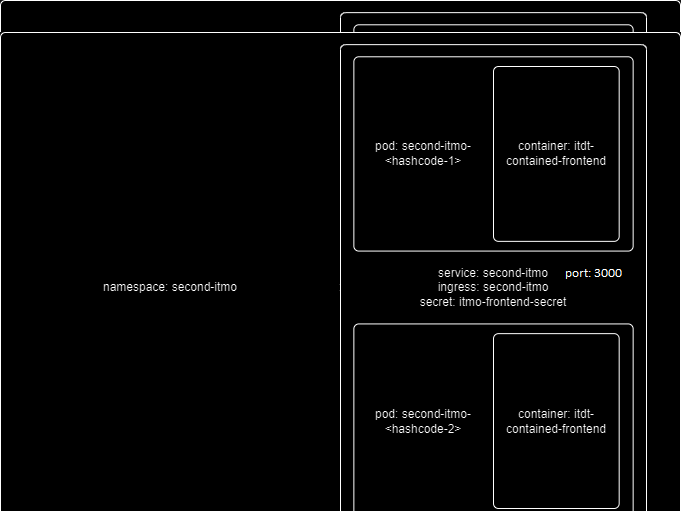 pod: second-itmo-
<hashcode-1>
container: itdt-
contained-frontend
namespace: second-itmo
service: second-itmo port: 3000
ingress: second-itmo
secret: itmo-frontend-secret
pod: second-itmo-
<hashcode-2>
container: itdt-
contained-frontend